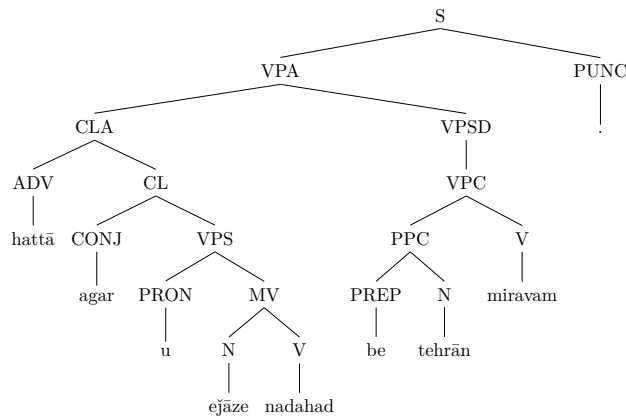 S
VPA PUNC
CLA VPSD .
ADV CL VPC
hattā CONJ VPS PPC V
agar PRON MV PREP N miravam
u N V be tehrān
ejāze nadahad